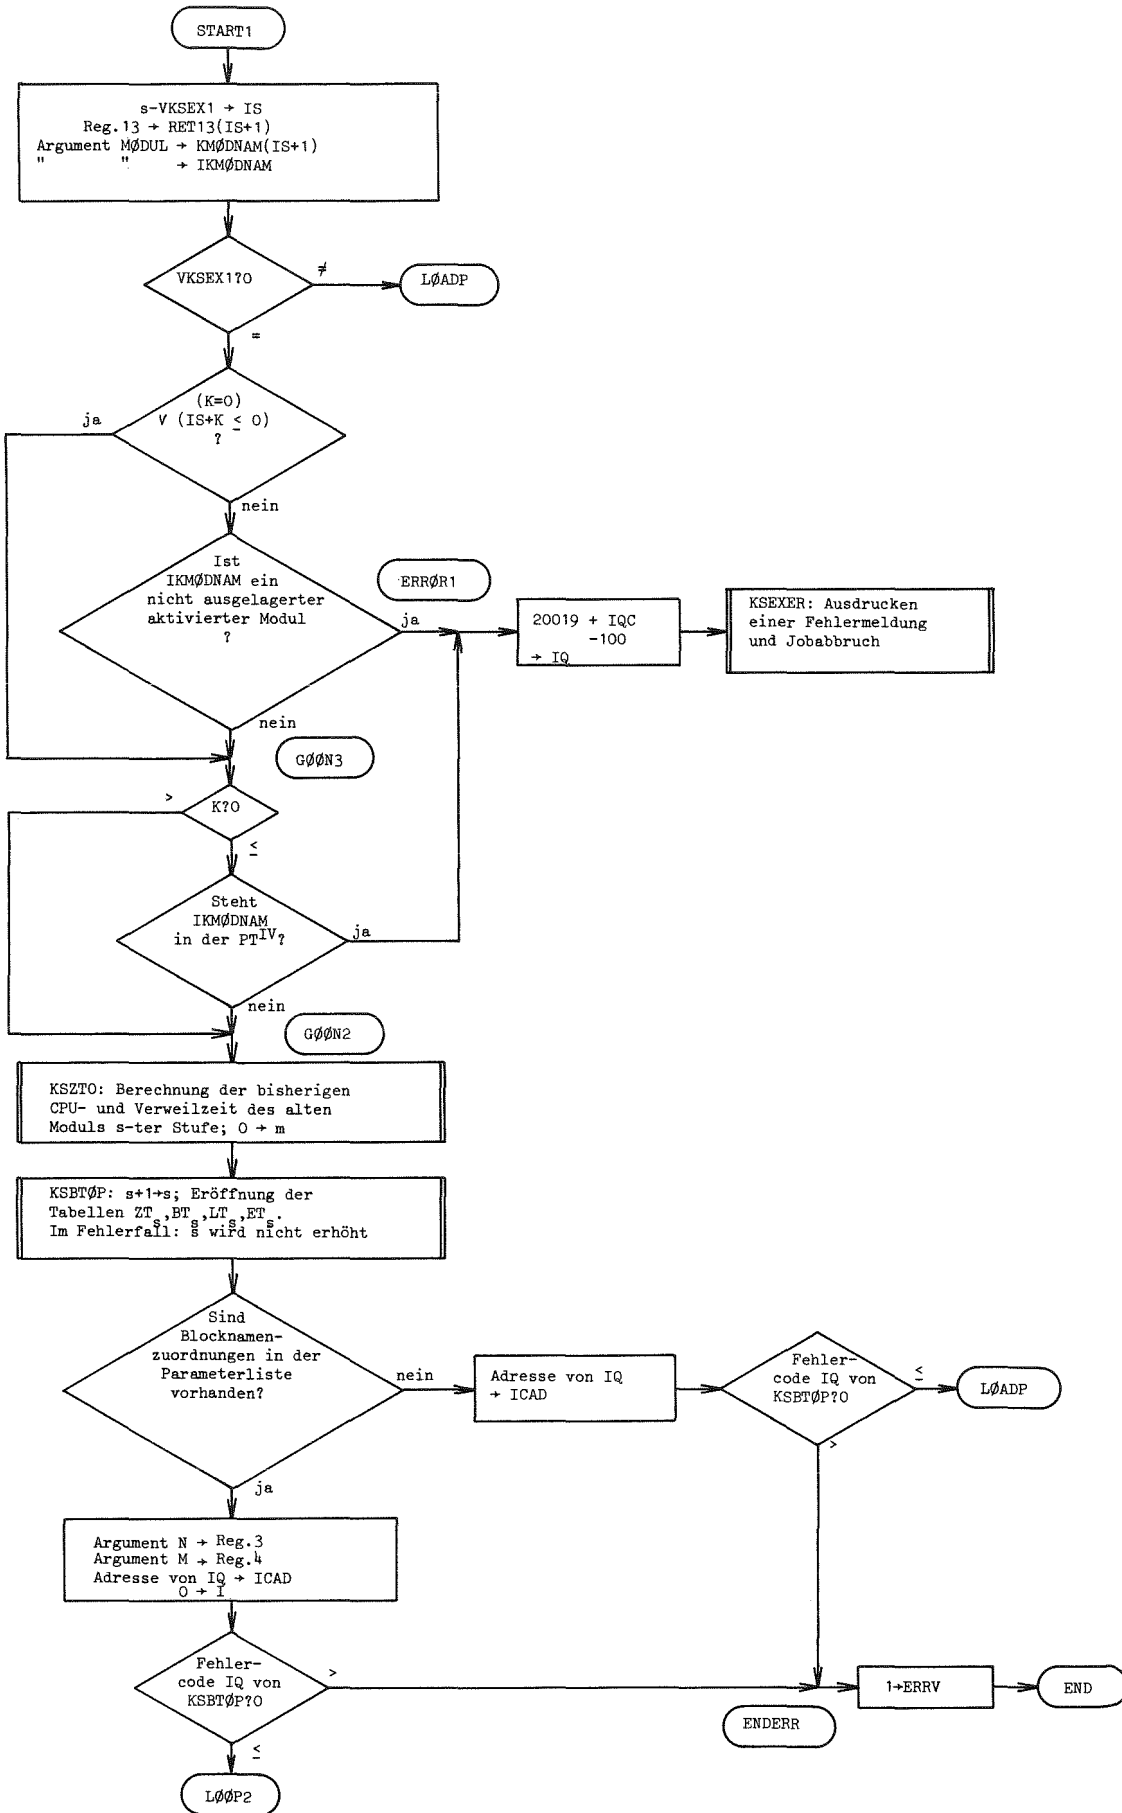 START1
s-VKSEX1 → IS
Reg.13 → RET13(IS+1)
Argument MØDUL → KMØDNAM(IS+1)
" " → IKMØDNAM
VKSEX1?0
≠
LØADP
=
(K=0)
V (IS+K ≤ 0)
?
ja
nein
Ist
IKMØDNAM ein
nicht ausgelagerter
aktivierter Modul
?
ja
ERRØR1
20019 + IQC
-100
→ IQ
KSEXER: Ausdrucken
einer Fehlermeldung
und Jobabbruch
nein
GØØN3
>
K?0
≤
Steht
IKMØDNAM
in der PT^IV?
ja
nein
GØØN2
KSZTO: Berechnung der bisherigen
CPU- und Verweilzeit des alten
Moduls s-ter Stufe; 0 → m
KSBTØP: s+1→s; Eröffnung der
Tabellen ZT_s,BT_s,LT_s,ET_s.
Im Fehlerfall: s wird nicht erhöht
Sind
Blocknamen-
zuordnungen in der
Parameterliste
vorhanden?
nein
Adresse von IQ
→ ICAD
Fehler-
code IQ von
KSBTØP?0
≤
LØADP
>
ja
Argument N → Reg.3
Argument M → Reg.4
Adresse von IQ → ICAD
0 → I
Fehler-
code IQ von
KSBTØP?0
>
1→ERRV
END
ENDERR
≤
LØØP2